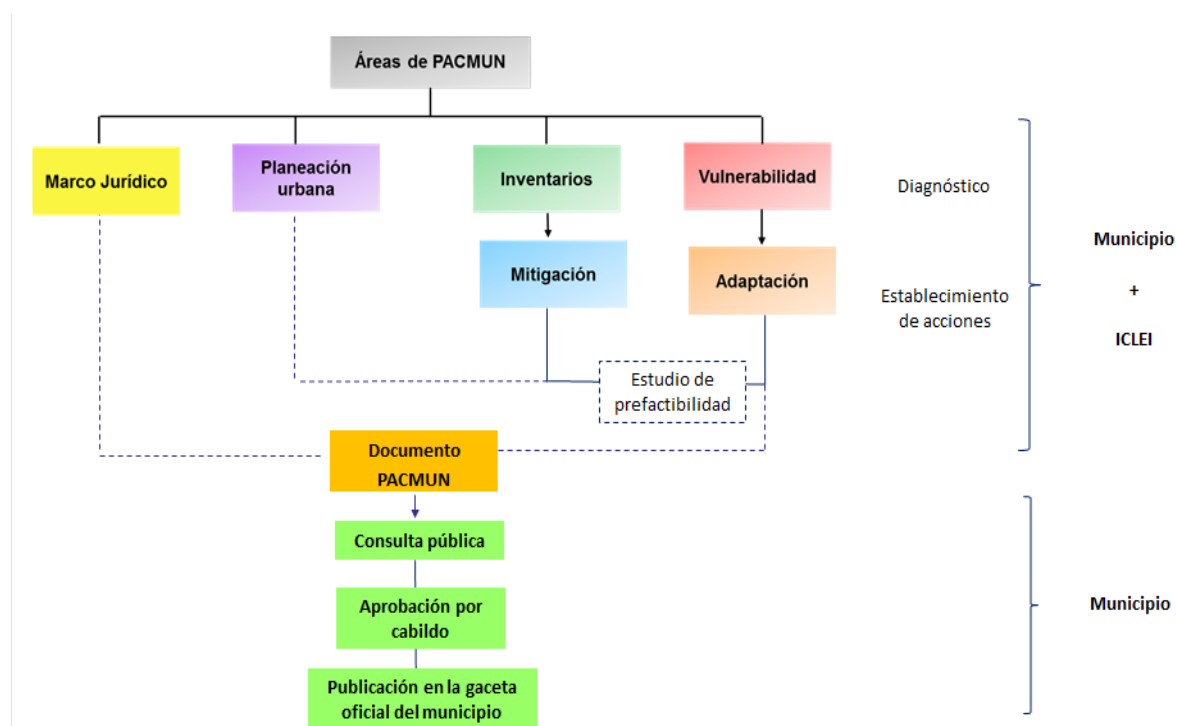 Áreas de PACMUN
Marco Jurídico
Planeación
urbana
Inventarios
Vulnerabilidad
Diagnóstico
Mitigación
Adaptación
Establecimiento
de acciones
Municipio
+
ICLEI
Estudio de
prefactibilidad
Documento
PACMUN
Consulta pública
Aprobación por
cabildo
Publicación en la gaceta
oficial del municipio
Municipio